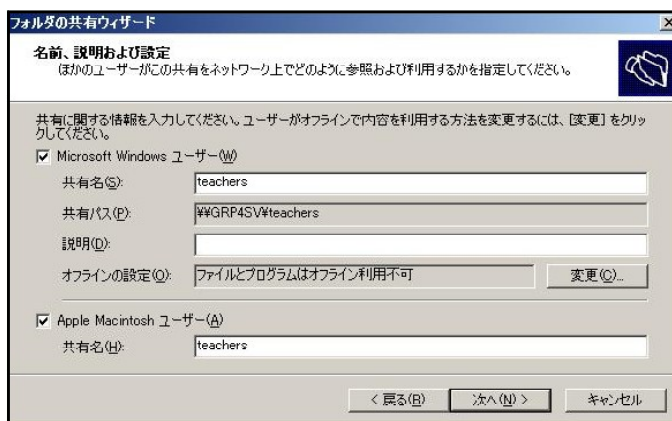 フォルダの共有ウィザード
名前、説明および設定
ほかのユーザーがこの共有をネットワーク上でどのように参照および利用するかを指定してください。
共有に関する情報を入力してください。ユーザーがオフラインで内容を利用する方法を変更するには、[変更] をクリッ
クしてください。
Microsoft Windows ユーザー(W)
共有名(S): teachers
共有パス(P): ¥¥GRP4SV¥teachers
説明(D):
オフラインの設定(O): ファイルとプログラムはオフライン利用不可 変更(C)...
Apple Macintosh ユーザー(A)
共有名(H): teachers
< 戻る(B) 次へ(N) > キャンセル